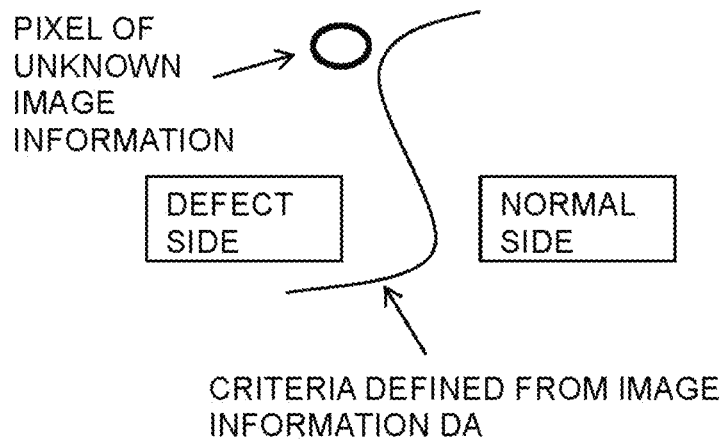 PIXEL OF
UNKNOWN
IMAGE
INFORMATION
DEFECT
SIDE
NORMAL
SIDE
CRITERIA DEFINED FROM IMAGE
INFORMATION DA